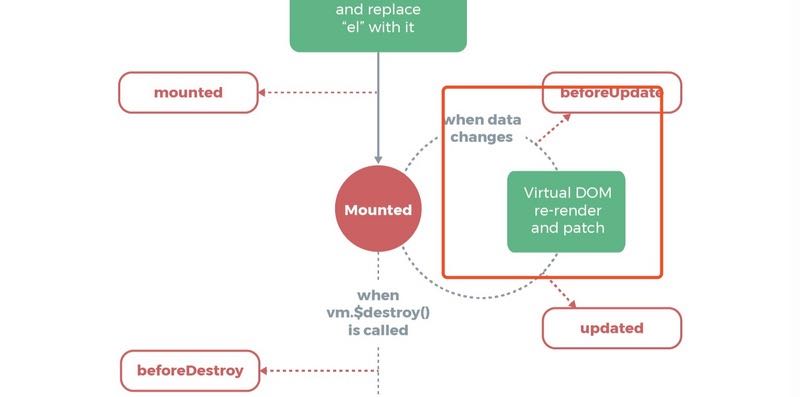 and replace
“el” with it
mounted
beforeUpdate
when data
changes
Virtual DOM
re-render
and patch
Mounted
when
vm.$destroy()
is called
updated
beforeDestroy